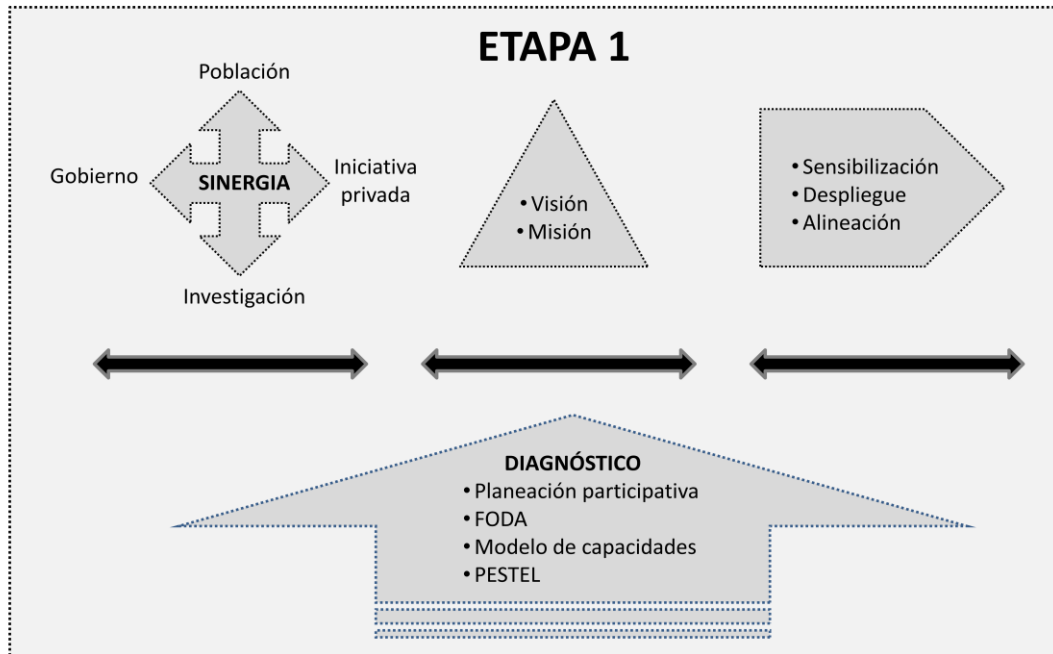 ETAPA 1
Población
Gobierno
SINERGIA
Iniciativa
privada
Investigación
• Visión
• Misión
• Sensibilización
• Despliegue
• Alineación
DIAGNÓSTICO
• Planeación participativa
• FODA
• Modelo de capacidades
• PESTEL